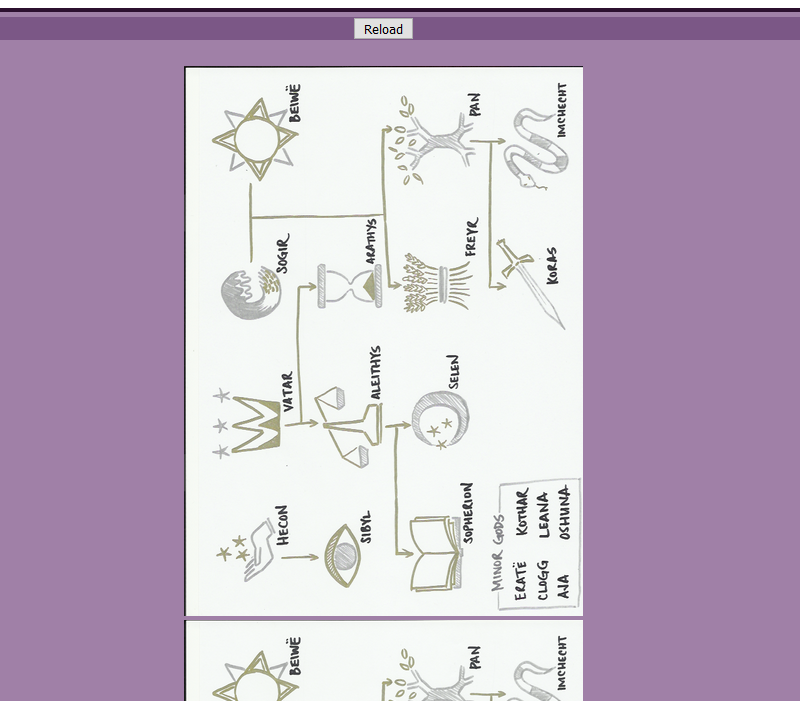 Reload
HECON
VATAR
SOGIR
BEIWË
SIBYL
ALEITHYS
ARATHYS
SOPHERION
SELEN
FREYR
PAN
KORAS
IMCHECHT
MINOR GODS
ERATË KOTHAR
CLOGG LEANA
AJA OSHUNA
BEIWË
PAN
IMCHECHT